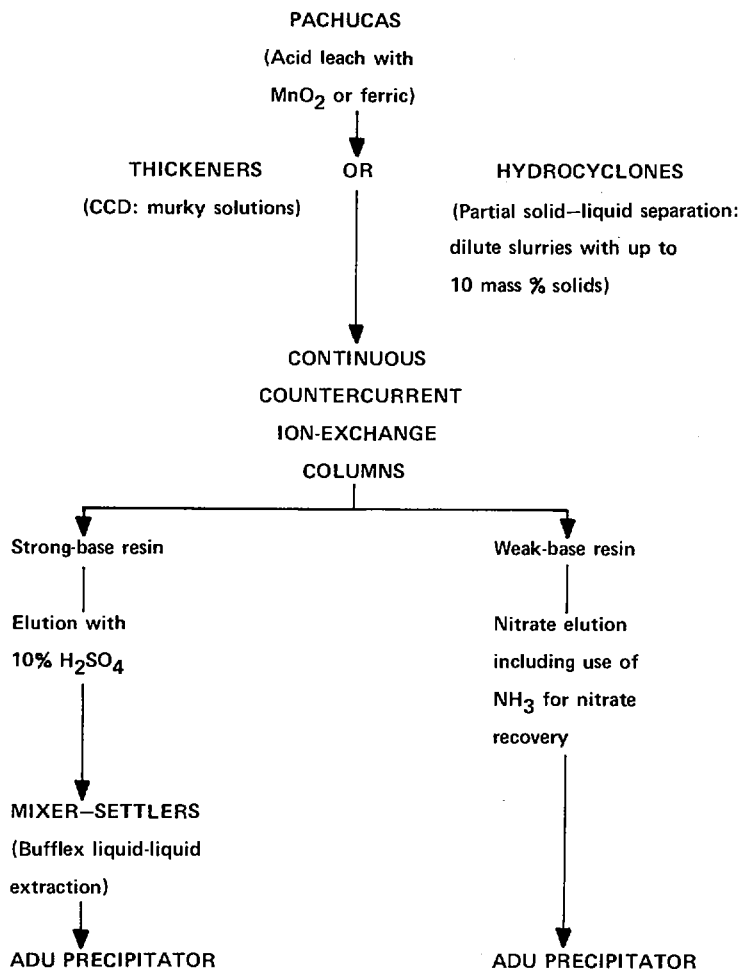 PACHUCAS
(Acid leach with
MnO2 or ferric)
THICKENERS
(CCD: murky solutions)
OR
HYDROCYCLONES
(Partial solid–liquid separation:
dilute slurries with up to
10 mass % solids)
CONTINUOUS
COUNTERCURRENT
ION-EXCHANGE
COLUMNS
Strong-base resin
Elution with
10% H2SO4
MIXER–SETTLERS
(Bufflex liquid-liquid
extraction)
ADU PRECIPITATOR
Weak-base resin
Nitrate elution
including use of
NH3 for nitrate
recovery
ADU PRECIPITATOR